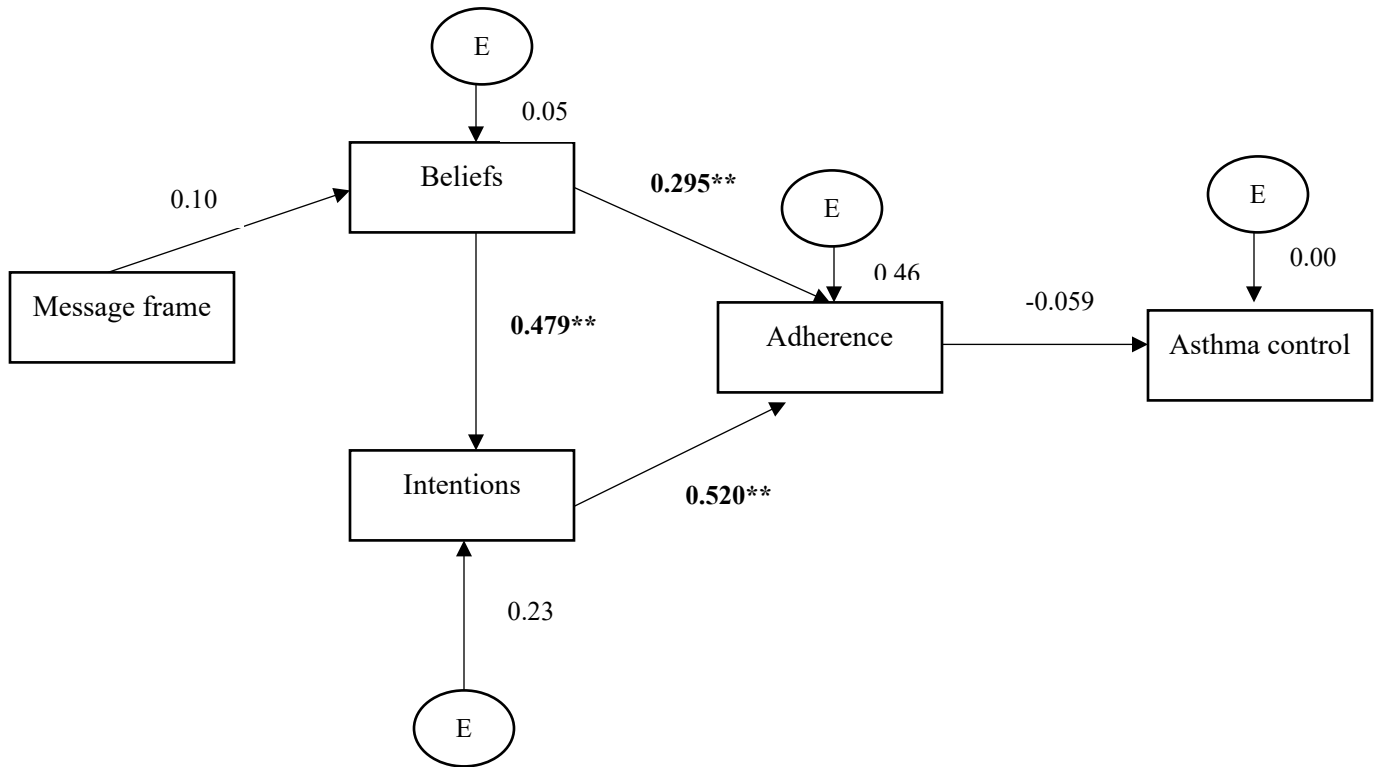 E
0.05
Beliefs
0.295**
E
E
0.10
0.46
0.00
Message frame
-0.059
0.479**
Adherence
Asthma control
Intentions
0.520**
0.23
E